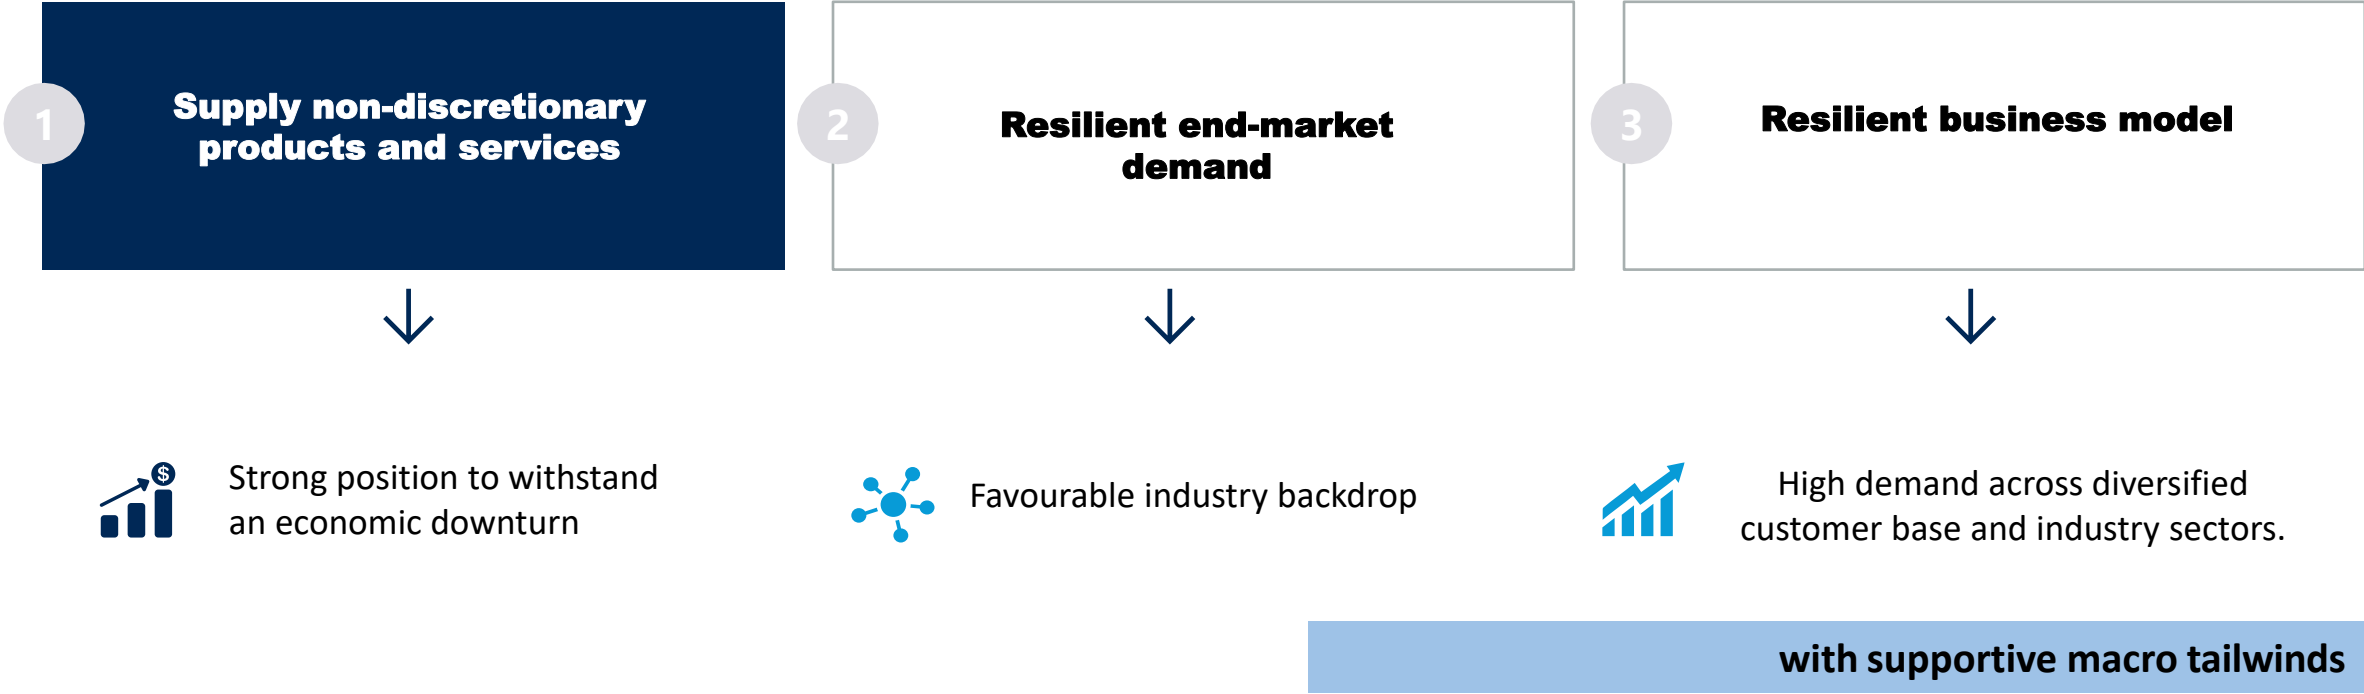 1
Supply non-discretionary
products and services
2
Resilient end-market
demand
3
Resilient business model
$
Strong position to withstand
an economic downturn
Favourable industry backdrop
High demand across diversified
customer base and industry sectors.
with supportive macro tailwinds